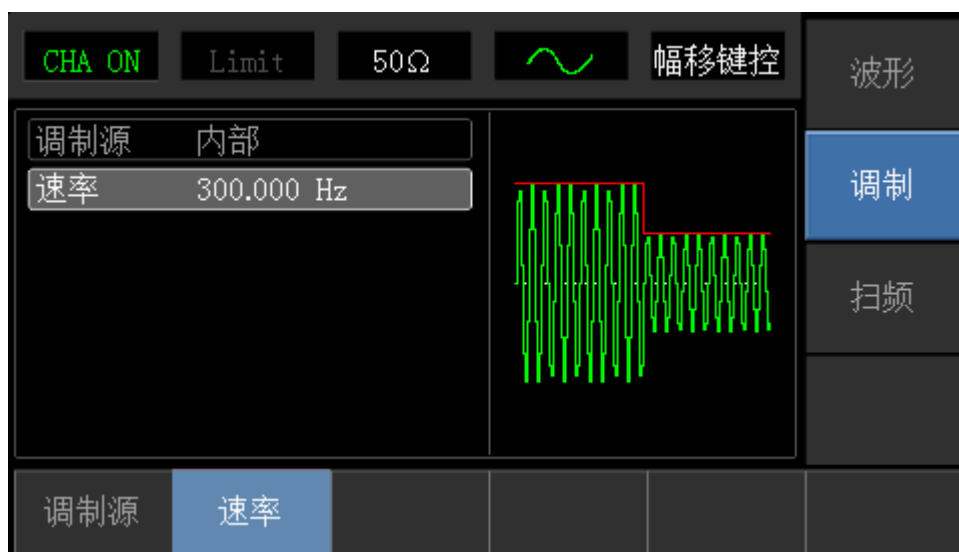 CHA ON Limit 50Ω 幅移键控
波形
调制源 内部
速率 300.000 Hz
调制
扫频
调制源 速率